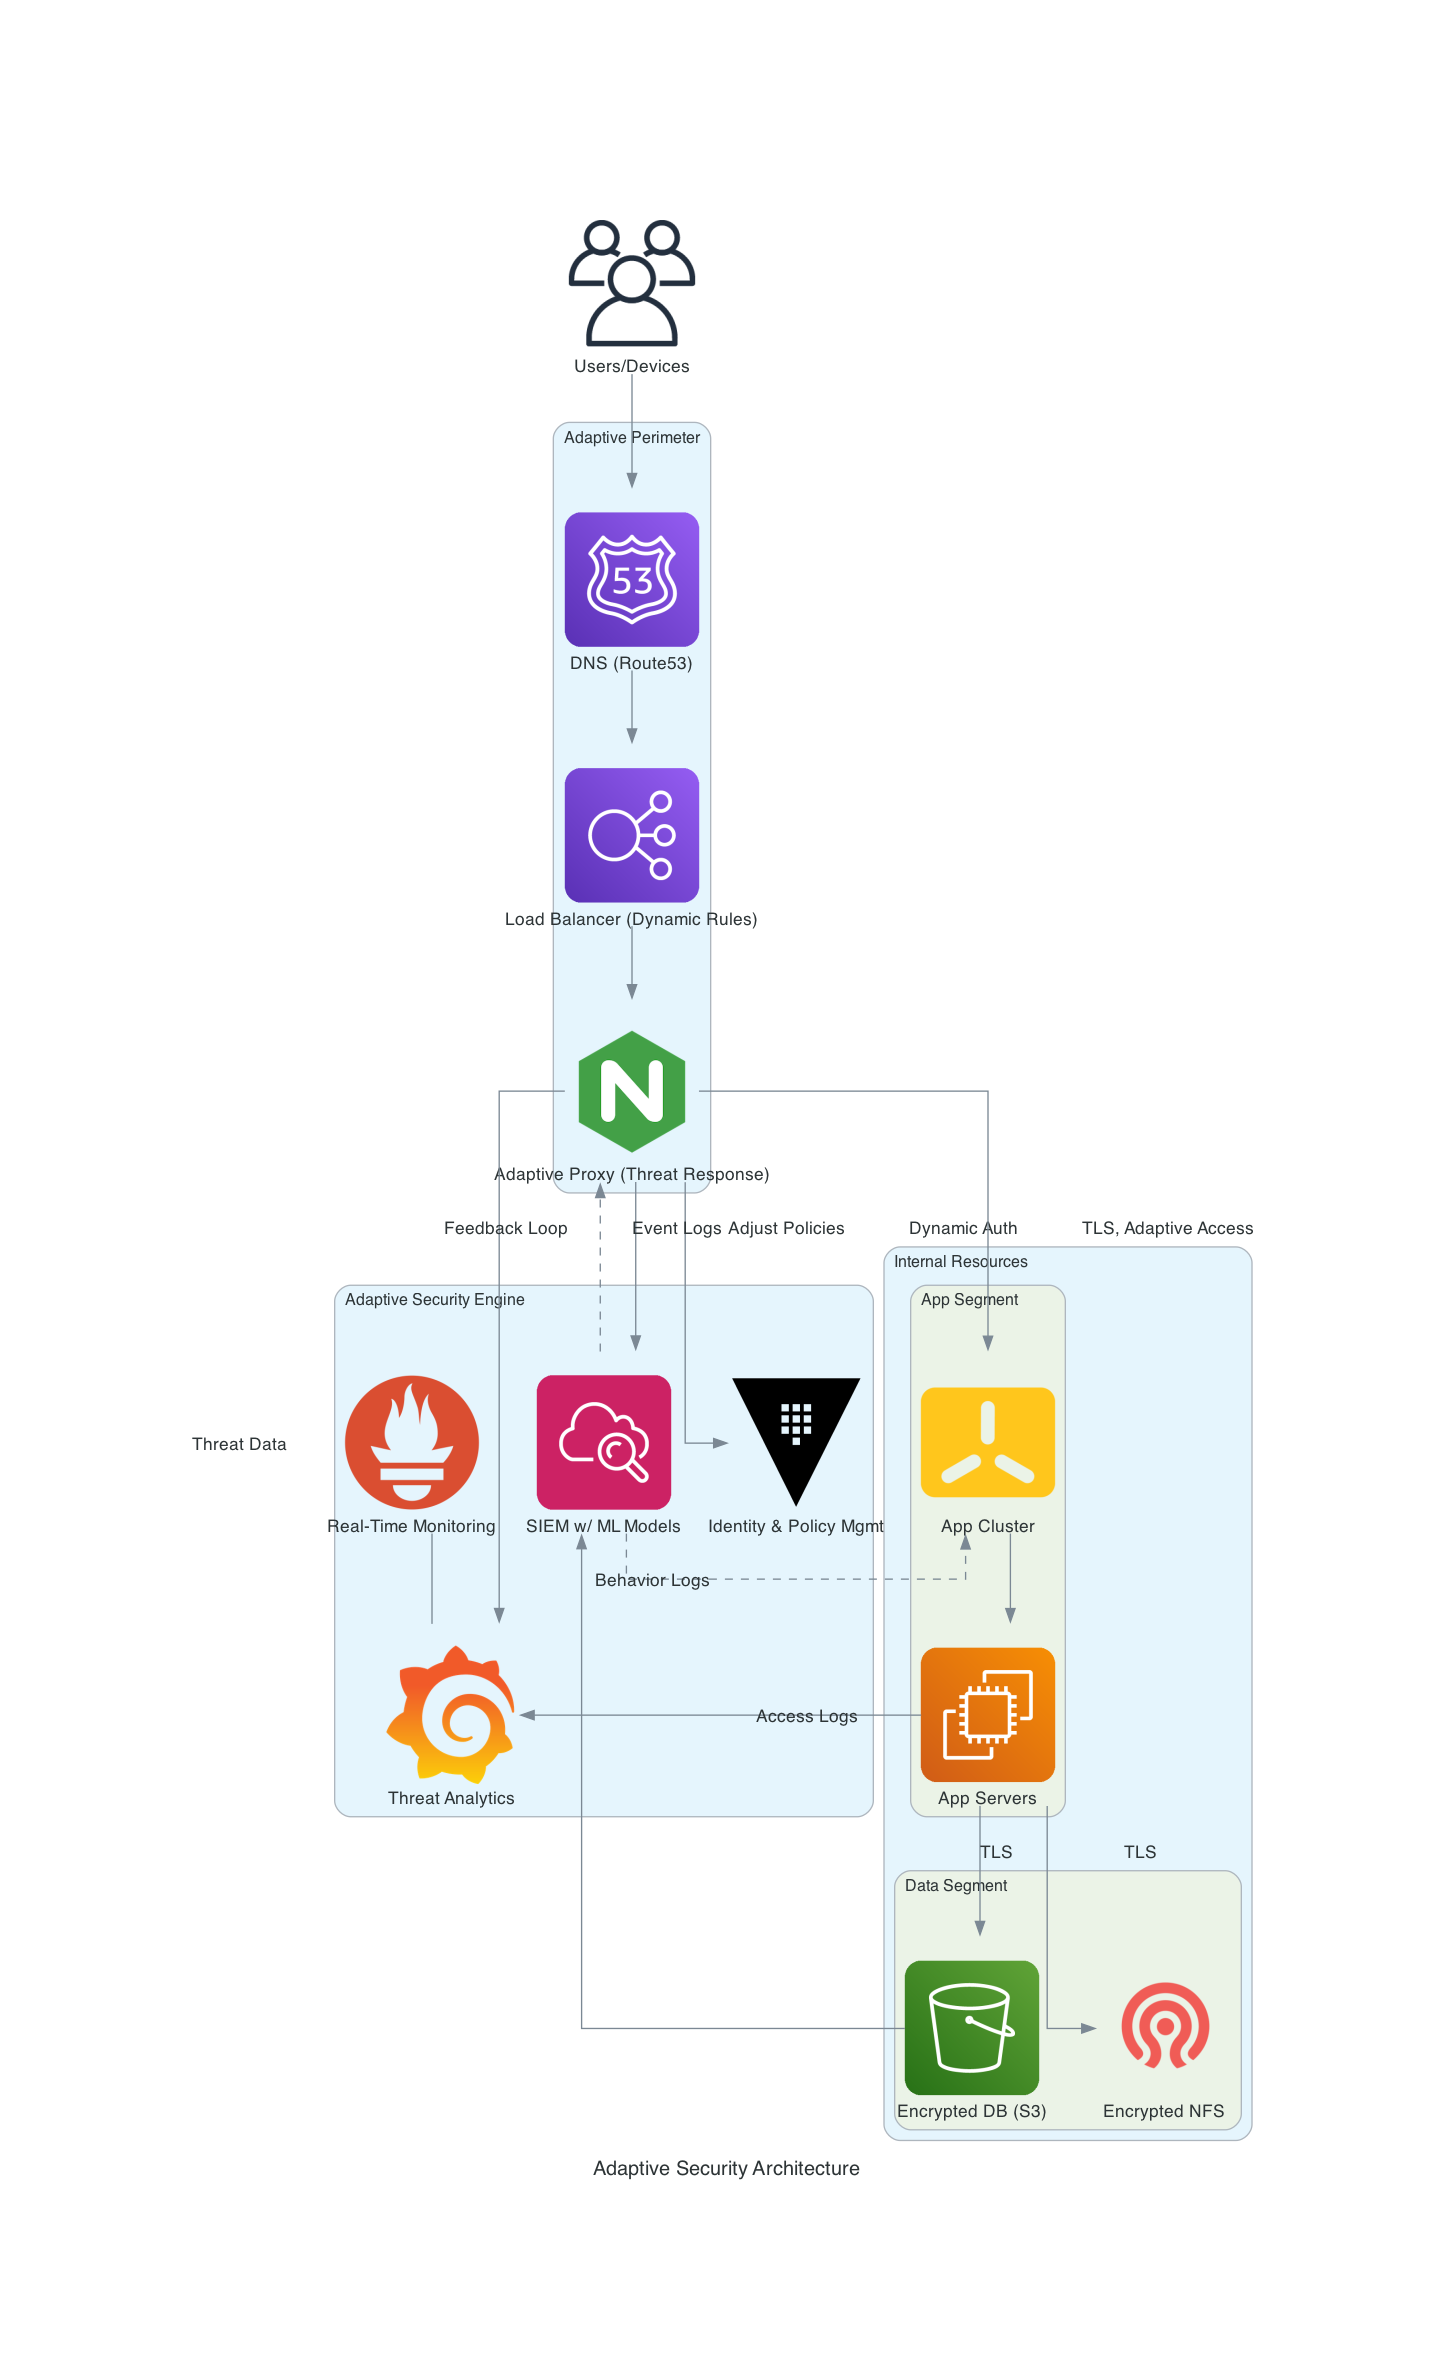 Users/Devices
Adaptive Perimeter
53
DNS (Route53)
Load Balancer (Dynamic Rules)
N
Adaptive Proxy (Threat Response)
Feedback Loop
Event Logs
Adjust Policies
Dynamic Auth
TLS, Adaptive Access
Internal Resources
Adaptive Security Engine
App Segment
Threat Data
Real-Time Monitoring
SIEM w/ ML Models
Identity & Policy Mgmt
App Cluster
Behavior Logs
Access Logs
Threat Analytics
App Servers
TLS
TLS
Data Segment
Encrypted DB (S3)
Encrypted NFS
Adaptive Security Architecture